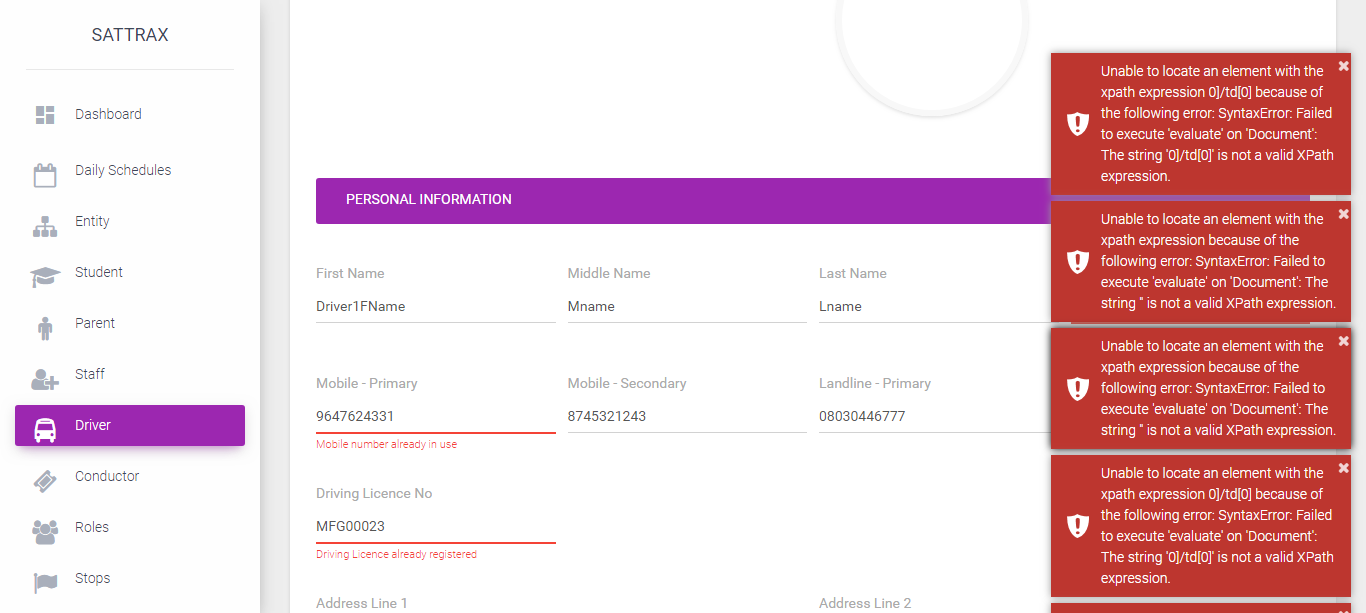 SATTRAX
Dashboard
Daily Schedules
Entity
Student
Parent
Staff
Driver
Conductor
Roles
Stops
PERSONAL INFORMATION
First Name
Middle Name
Last Name
Driver1FName
Mname
Lname
Mobile - Primary
Mobile - Secondary
Landline - Primary
9647624331
8745321243
08030446777
Mobile number already in use
Driving Licence No
MFG00023
Driving Licence already registered
Address Line 1
Address Line 2
Unable to locate an element with the
xpath expression 0]/td[0] because of
the following error: SyntaxError: Failed
to execute 'evaluate' on 'Document':
The string '0]/td[0]' is not a valid XPath
expression.
Unable to locate an element with the
xpath expression because of the
following error: SyntaxError: Failed to
execute 'evaluate' on 'Document': The
string '' is not a valid XPath expression.
Unable to locate an element with the
xpath expression because of the
following error: SyntaxError: Failed to
execute 'evaluate' on 'Document': The
string '' is not a valid XPath expression.
Unable to locate an element with the
xpath expression 0]/td[0] because of
the following error: SyntaxError: Failed
to execute 'evaluate' on 'Document':
The string '0]/td[0]' is not a valid XPath
expression.